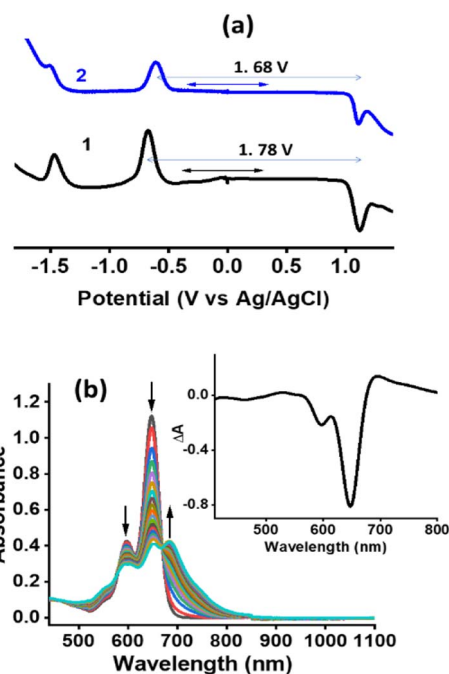 (a)
2
1. 68 V
1
1. 78 V
-1.5 -1.0 -0.5 0.0 0.5 1.0
Potential (V vs Ag/AgCl)
(b)
1.2
1.0
0.8
0.6
0.4
0.2
0.0
Absorbance
500 600 700 800 900 1000 1100
Wavelength (nm)
0.0
-0.4
-0.8
ΔA
500 600 700 800
Wavelength (nm)